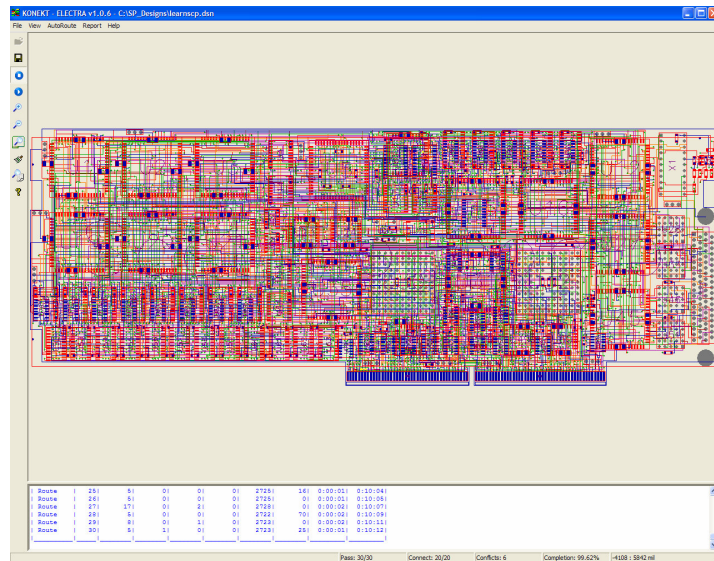 KONEKT - ELECTRA v1.0.6 - C:\SP_Designs\learnscp.dsn
File View AutoRoute Report Help
| Route | 25| 5| 0| 0| 0| 2725| 16| 0:00:01| 0:10:04|
| Route | 26| 5| 0| 0| 0| 2725| 0| 0:00:01| 0:10:05|
| Route | 27| 17| 0| 2| 0| 2728| 0| 0:00:02| 0:10:07|
| Route | 28| 5| 0| 0| 0| 2722| 70| 0:00:02| 0:10:09|
| Route | 29| 8| 0| 1| 0| 2723| 0| 0:00:02| 0:10:11|
| Route | 30| 5| 1| 0| 0| 2723| 25| 0:00:01| 0:10:12|
Pass: 30/30 Connect: 20/20 Conflicts: 6 Completion: 99.62% -4108 : 5842 mil